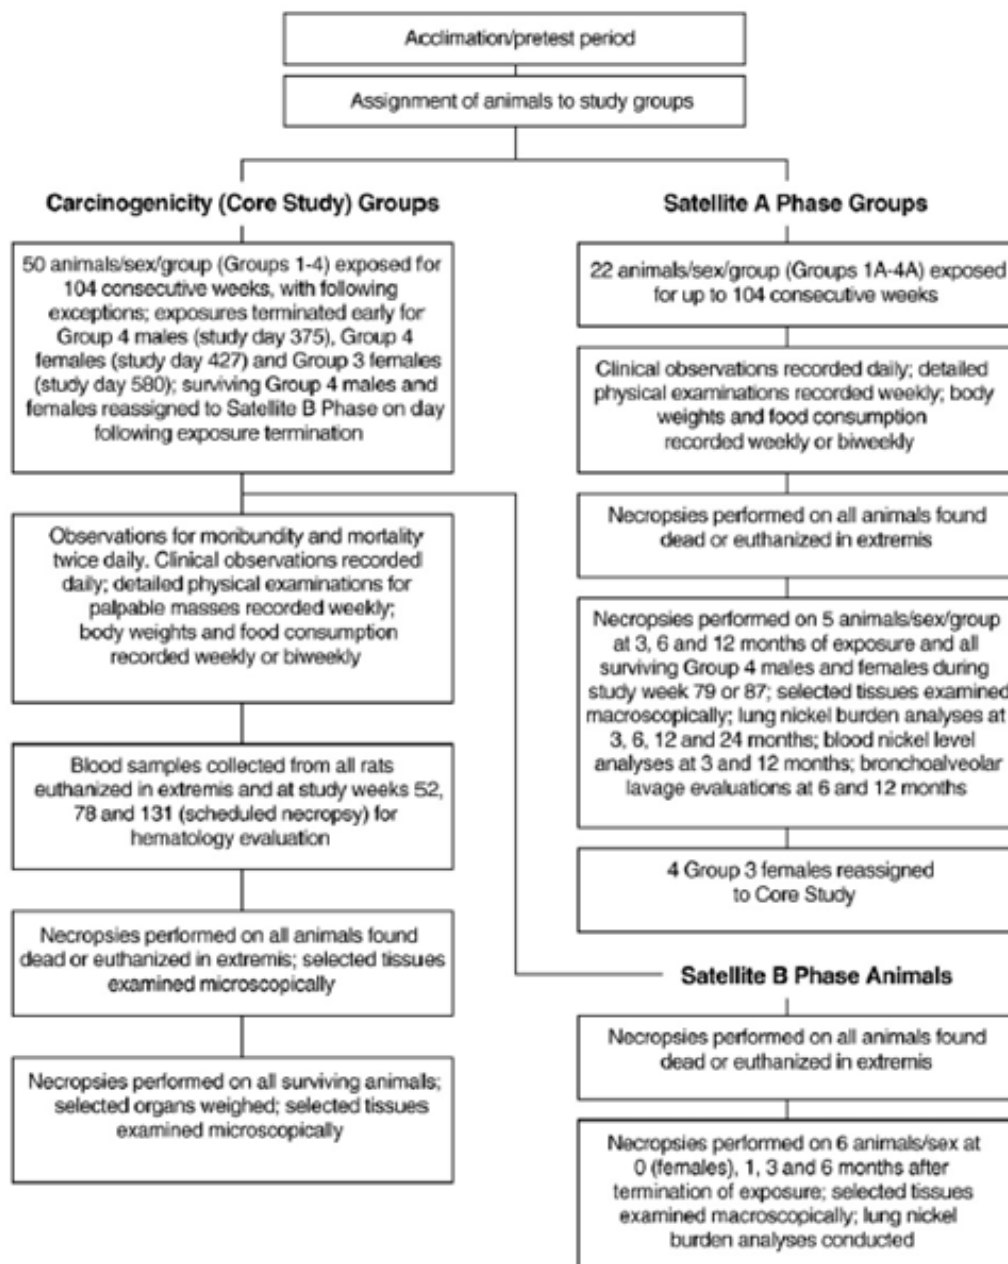 Acclimation/pretest period
Assignment of animals to study groups
Carcinogenicity (Core Study) Groups
50 animals/sex/group (Groups 1-4) exposed for
104 consecutive weeks, with following
exceptions; exposures terminated early for
Group 4 males (study day 375), Group 4
females (study day 427) and Group 3 females
(study day 580); surviving Group 4 males and
females reassigned to Satellite B Phase on day
following exposure termination
Observations for moribundity and mortality
twice daily. Clinical observations recorded
daily; detailed physical examinations for
palpable masses recorded weekly;
body weights and food consumption
recorded weekly or biweekly
Blood samples collected from all rats
euthanized in extremis and at study weeks 52,
78 and 131 (scheduled necropsy) for
hematology evaluation
Necropsies performed on all animals found
dead or euthanized in extremis; selected tissues
examined microscopically
Necropsies performed on all surviving animals;
selected organs weighed; selected tissues
examined microscopically
Satellite A Phase Groups
22 animals/sex/group (Groups 1A-4A) exposed
for up to 104 consecutive weeks
Clinical observations recorded daily; detailed
physical examinations recorded weekly; body
weights and food consumption
recorded weekly or biweekly
Necropsies performed on all animals found
dead or euthanized in extremis
Necropsies performed on 5 animals/sex/group
at 3, 6 and 12 months of exposure and all
surviving Group 4 males and females during
study week 79 or 87; selected tissues examined
macroscopically; lung nickel burden analyses at
3, 6, 12 and 24 months; blood nickel level
analyses at 3 and 12 months; bronchoalveolar
lavage evaluations at 6 and 12 months
4 Group 3 females reassigned
to Core Study
Satellite B Phase Animals
Necropsies performed on all animals found
dead or euthanized in extremis
Necropsies performed on 6 animals/sex at
0 (females), 1, 3 and 6 months after
termination of exposure; selected tissues
examined macroscopically; lung nickel
burden analyses conducted